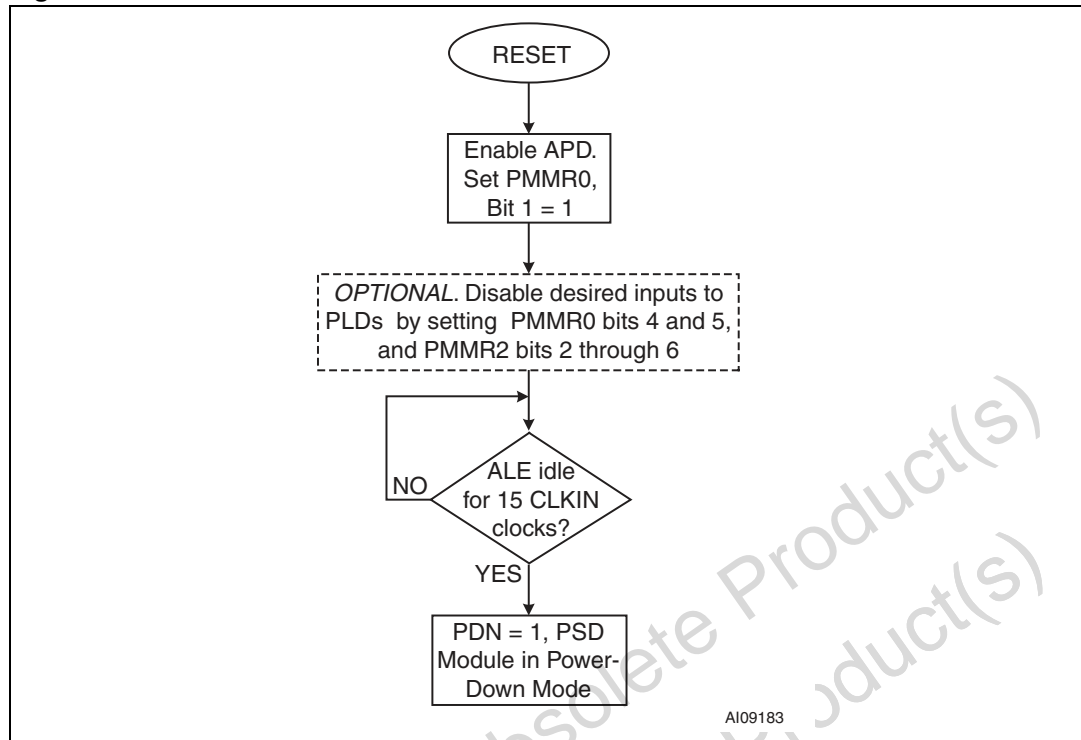 RESET
Enable APD.
Set PMMR0,
Bit 1 = 1
OPTIONAL. Disable desired inputs to
PLDs by setting PMMR0 bits 4 and 5,
and PMMR2 bits 2 through 6
ALE idle
for 15 CLKIN
clocks?
NO
YES
PDN = 1, PSD
Module in Power-
Down Mode
AI09183
Product(s)